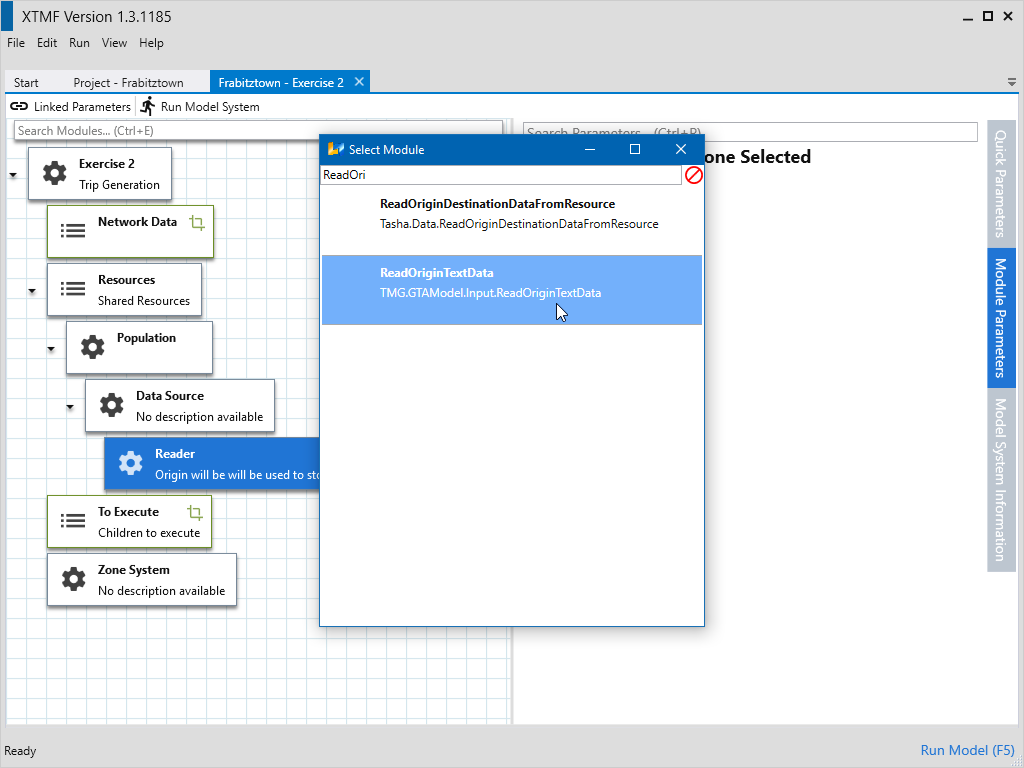 XTMF Version 1.3.1185
File Edit Run View Help
Start Project - Frabitztown Frabitztown - Exercise 2
Linked Parameters Run Model System
Search Modules... (Ctrl+E)
Search Parameters... (Ctrl+P)
one Selected
Exercise 2
Trip Generation
Network Data
Resources
Shared Resources
Population
Data Source
No description available
Reader
Origin will be will be used to sto
To Execute
Children to execute
Zone System
No description available
Select Module
ReadOri
ReadOriginDestinationDataFromResource
Tasha.Data.ReadOriginDestinationDataFromResource
ReadOriginTextData
TMG.GTAModel.Input.ReadOriginTextData
Quick Parameters
Module Parameters
Model System Information
Ready
Run Model (F5)